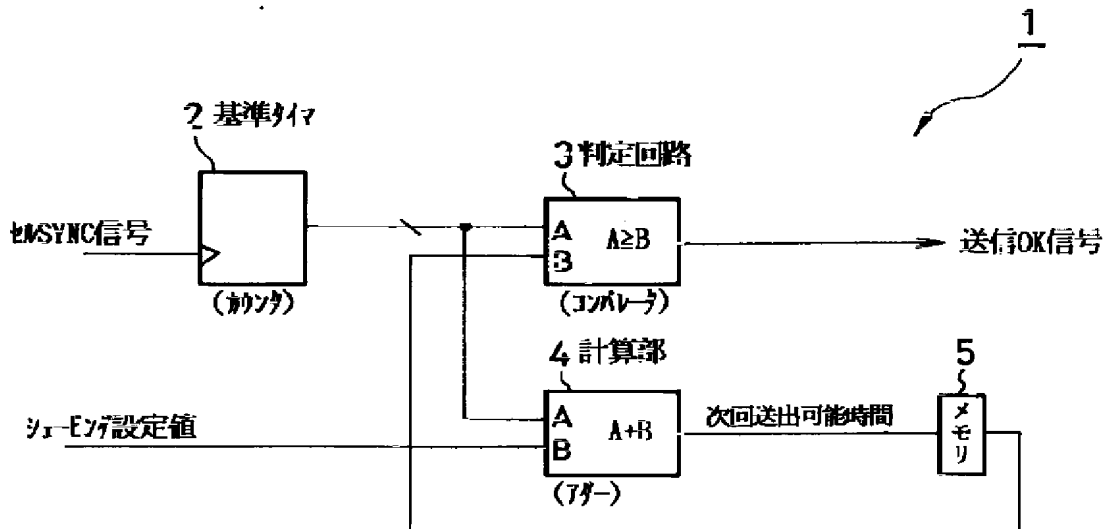 1
2 基準タイマ
3 判定回路
セルSYNC信号
A
B
A≥B
送信OK信号
(カウンタ)
(コンパレータ)
4 計算部
5
シェーピング設定値
A
B
A+B
次回送出可能時間
メモリ
(アダー)